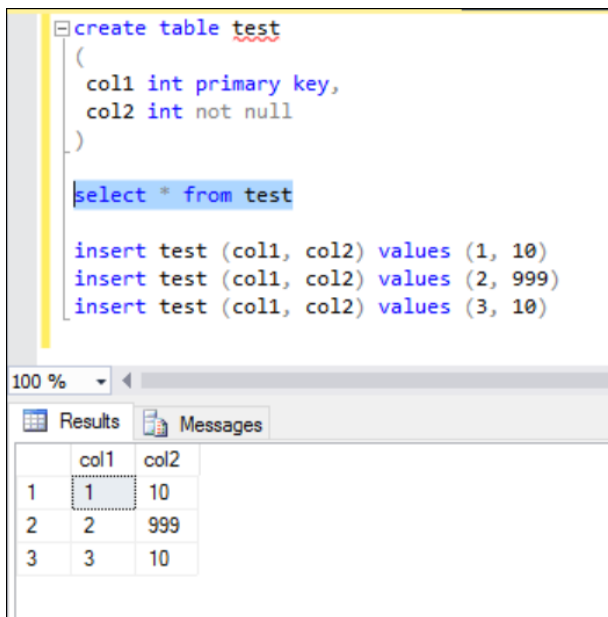 create table test
(
col1 int primary key,
col2 int not null
)
select * from test
insert test (col1, col2) values (1, 10)
insert test (col1, col2) values (2, 999)
insert test (col1, col2) values (3, 10)
100 %
Results Messages
col1 col2
1 1 10
2 2 999
3 3 10